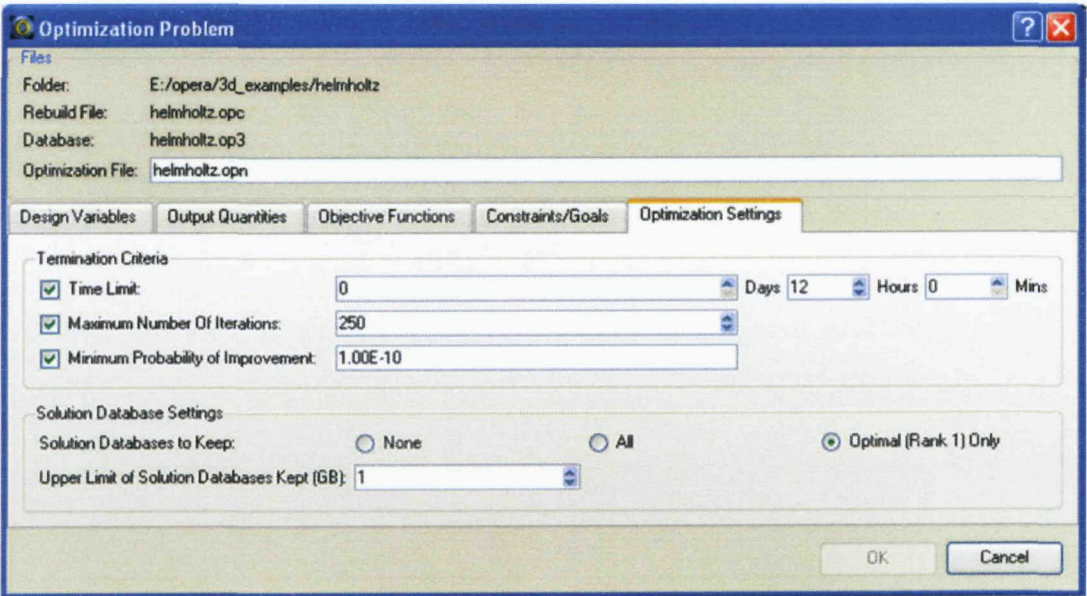 Optimization Problem
Files
Folder: E:/opera/3d_examples/helmholtz
Rebuild File: helmholtz.opc
Database: helmholtz.op3
Optimization File: helmholtz.opn
Design Variables Output Quantities Objective Functions Constraints/Goals Optimization Settings
Termination Criteria
Time Limit: 0 Days 12 Hours 0 Mins
Maximum Number Of Iterations: 250
Minimum Probability of Improvement: 1.00E-10
Solution Database Settings
Solution Databases to Keep: None All Optimal (Rank 1) Only
Upper Limit of Solution Databases Kept (GB): 1
OK Cancel